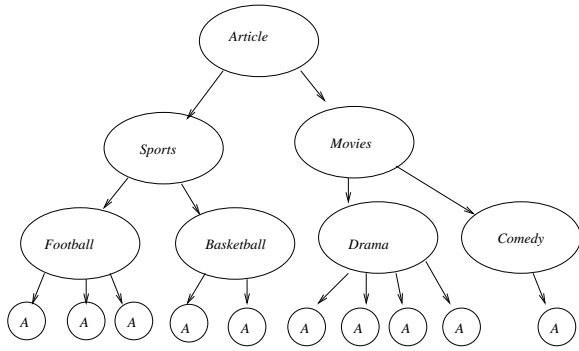 Article
Sports Movies
Football Basketball Drama Comedy
A A A A A A A A A A